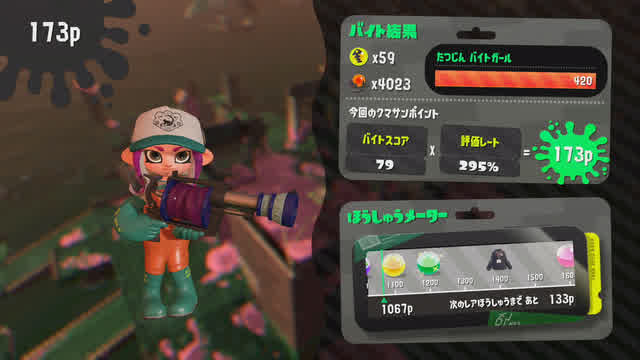 173p
バイト結果
x59
x4023
たつじん バイトガール
420
今回のクマサンポイント
バイトスコア
79
x
評価レート
295%
=
173p
ほうしゅうメーター
1100 1200 1300 1400 1500 160
1067p
次のレアほうしゅうまで あと 133p